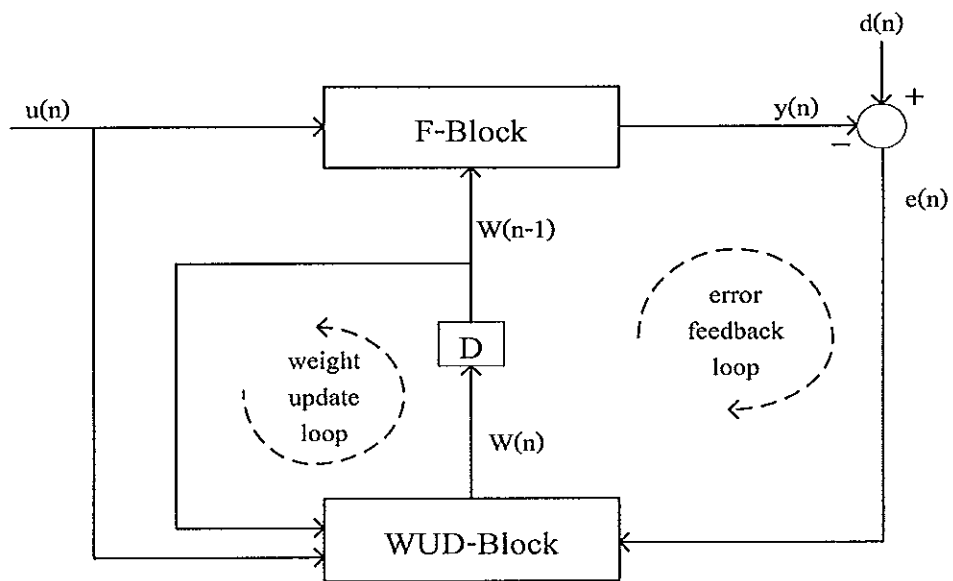 d(n)
u(n)
F-Block
y(n)
+
−
e(n)
W(n-1)
error
feedback
loop
D
weight
update
loop
W(n)
WUD-Block